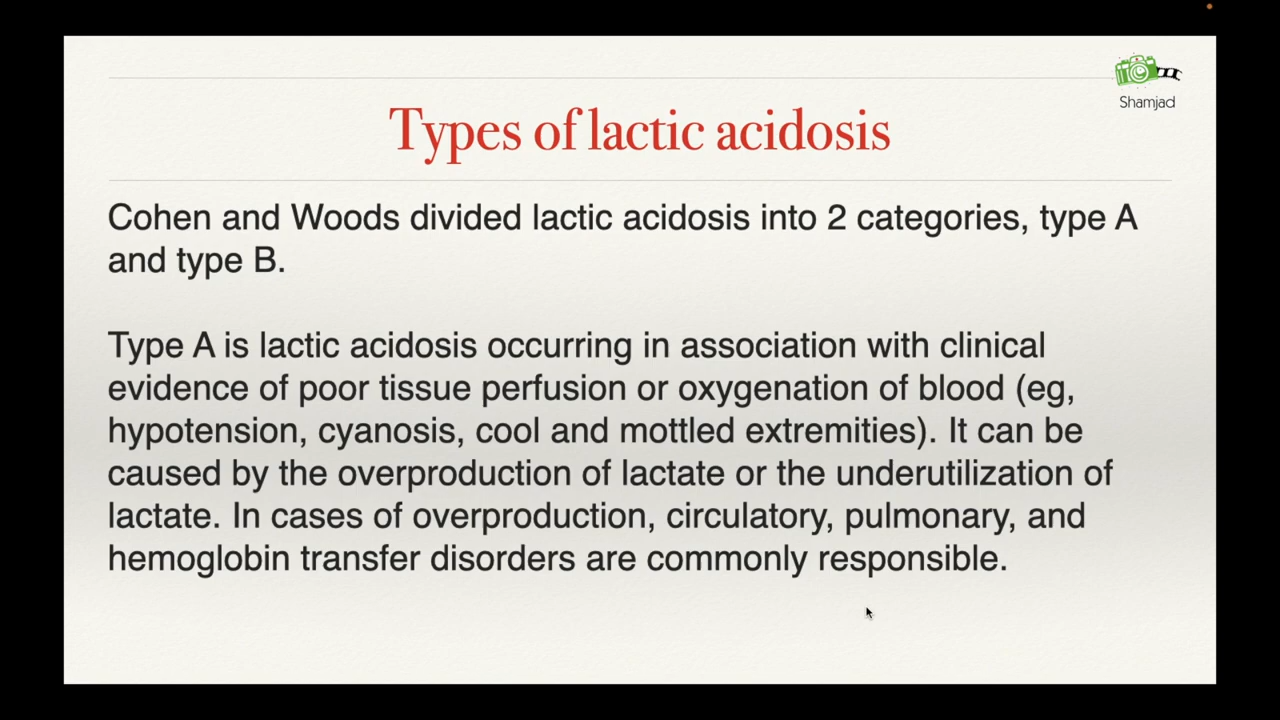 Shamjad
Types of lactic acidosis
Cohen and Woods divided lactic acidosis into 2 categories, type A
and type B.
Type A is lactic acidosis occurring in association with clinical
evidence of poor tissue perfusion or oxygenation of blood (eg,
hypotension, cyanosis, cool and mottled extremities). It can be
caused by the overproduction of lactate or the underutilization of
lactate. In cases of overproduction, circulatory, pulmonary, and
hemoglobin transfer disorders are commonly responsible.